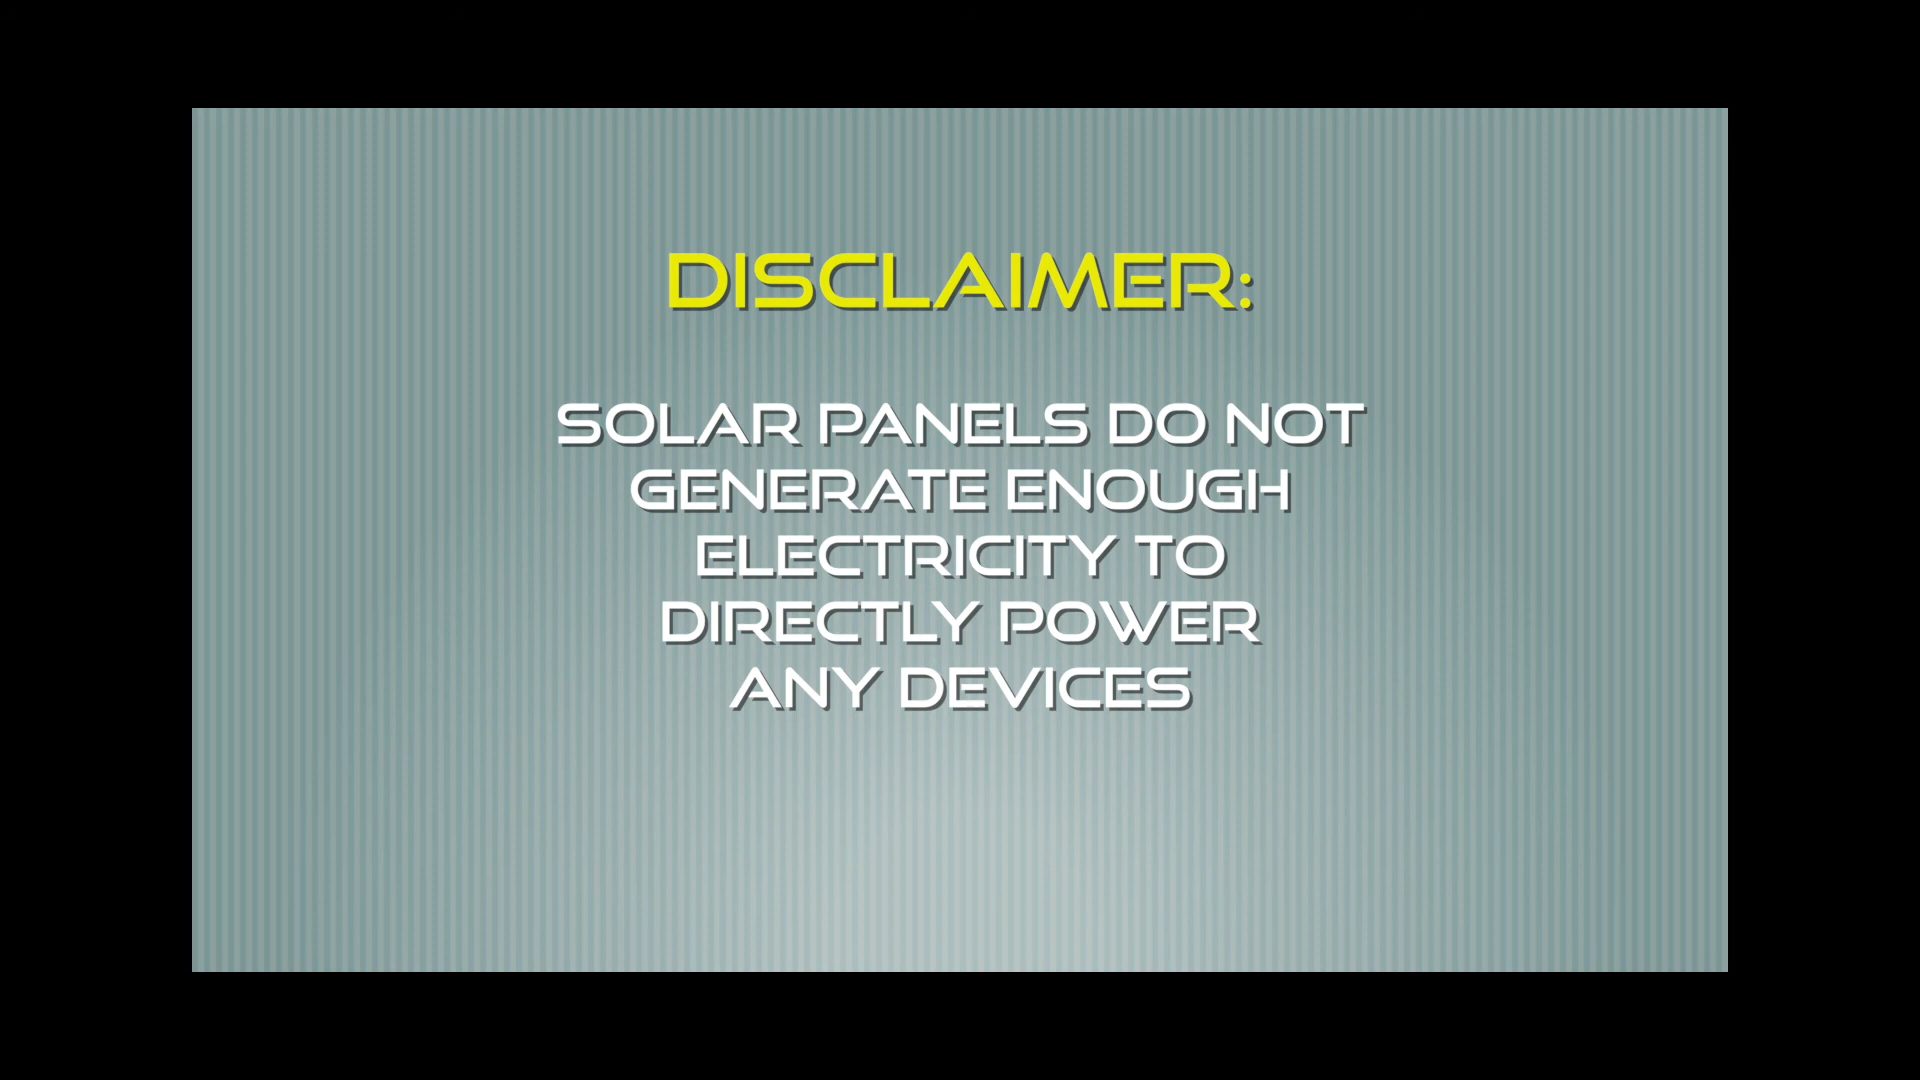 DISCLAIMER:
SOLAR PANELS DO NOT
GENERATE ENOUGH
ELECTRICITY TO
DIRECTLY POWER
ANY DEVICES